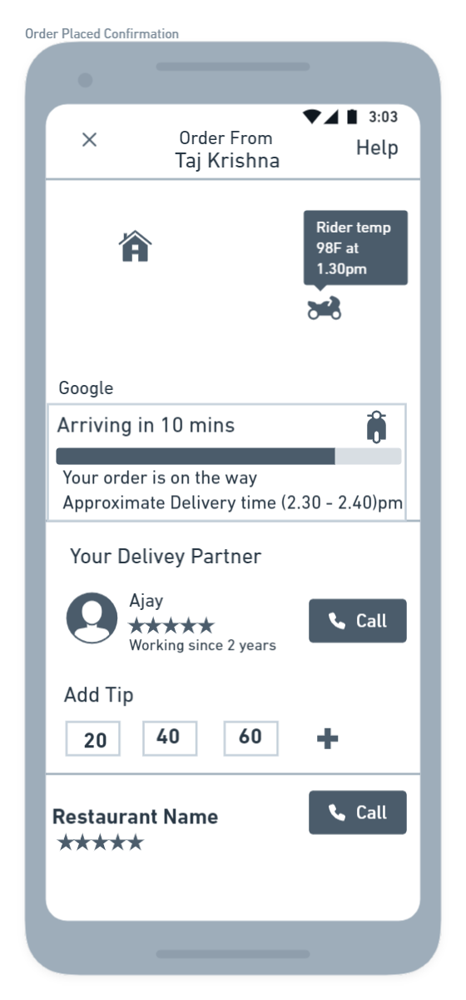 Order Placed Confirmation
3:03
Order From
Taj Krishna
Help
Rider temp
98F at
1.30pm
Google
Arriving in 10 mins
Your order is on the way
Approximate Delivery time (2.30 - 2.40)pm
Your Delivey Partner
Ajay
Working since 2 years
Call
Add Tip
20
40
60
Restaurant Name
Call